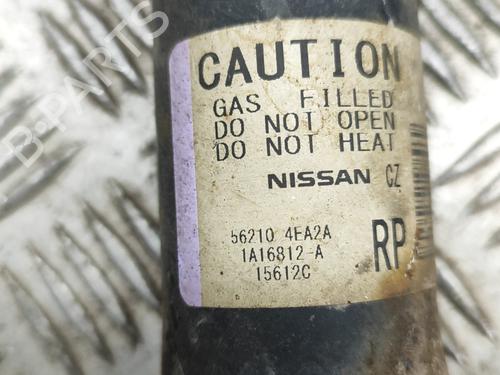 B-PARTS
CAUTION
GAS FILLED
DO NOT OPEN
DO NOT HEAT
NISSAN CZ
56210 4EA2A
1A16812-A
15612C
RP